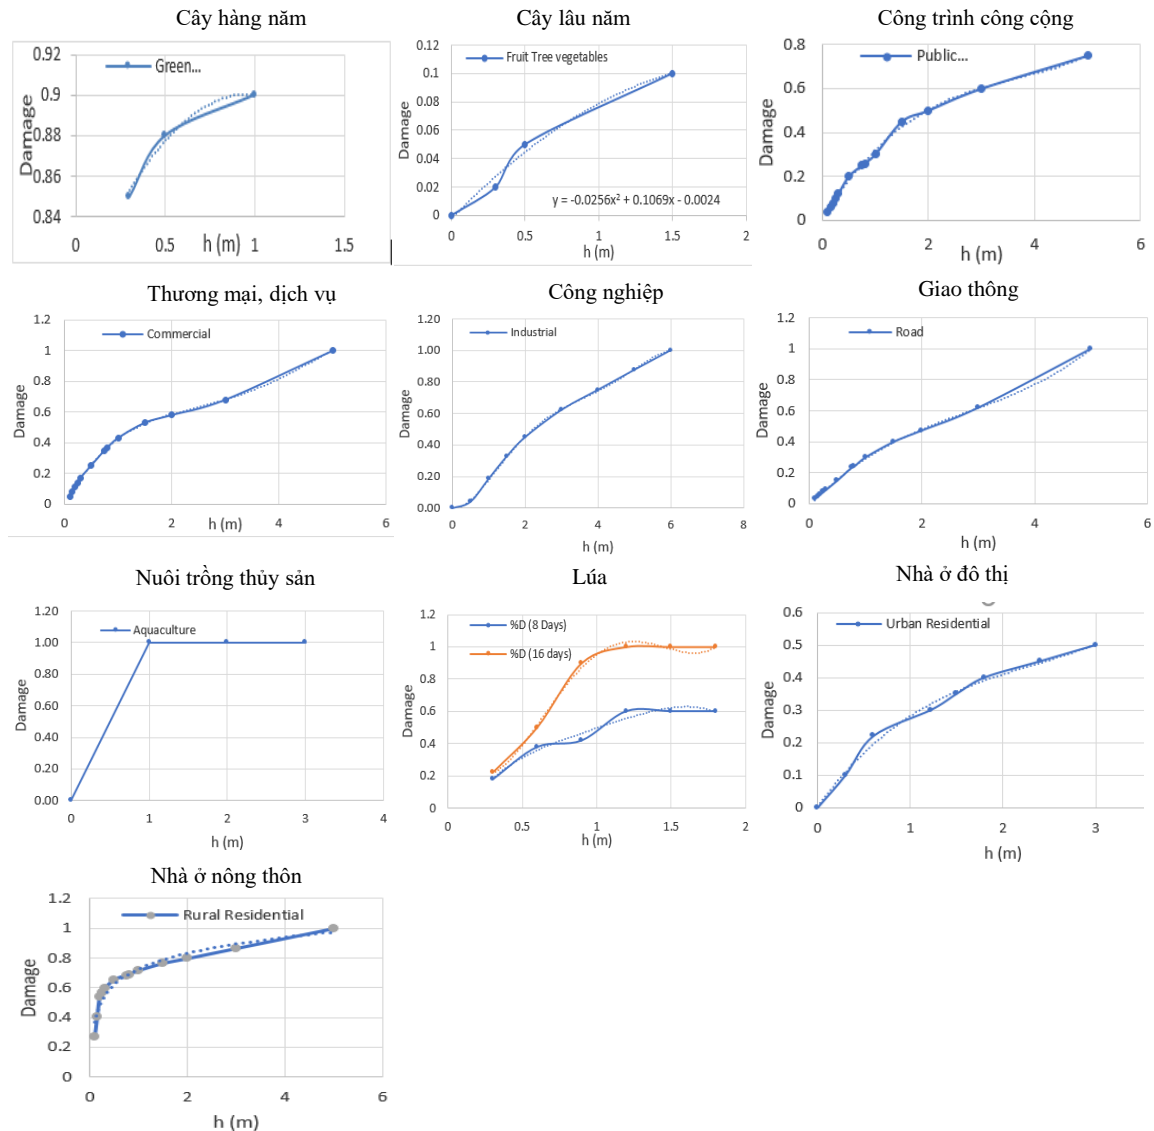 Cây hàng năm
0.92
0.9
0.88
0.86
0.84
Damage
Green...
0
0.5
1
1.5
h (m)
Cây lâu năm
0.12
0.1
0.08
0.06
0.04
0.02
0
Damage
Fruit Tree vegetables
y = -0.0256x² + 0.1069x - 0.0024
0
0.5
1
1.5
2
h (m)
Công trình công cộng
0.8
0.6
0.4
0.2
0
Damage
Public...
0
2
4
6
h (m)
Thương mại, dịch vụ
1.2
1
0.8
0.6
0.4
0.2
0
Damage
Commercial
0
2
4
6
h (m)
Công nghiệp
1.20
1.00
0.80
0.60
0.40
0.20
0.00
Damage
Industrial
0
2
4
6
8
h (m)
Giao thông
1.2
1
0.8
0.6
0.4
0.2
0
Damage
Road
0
2
4
6
h (m)
Nuôi trồng thủy sản
1.20
1.00
0.80
0.60
0.40
0.20
0.00
Damage
Aquaculture
0
1
2
3
4
h (m)
Lúa
1.2
1
0.8
0.6
0.4
0.2
0
Damage
%D (8 Days)
%D (16 days)
0
0.5
1
1.5
2
h (m)
Nhà ở đô thị
0.6
0.5
0.4
0.3
0.2
0.1
0
Damage
Urban Residential
0
1
2
3
h (m)
Nhà ở nông thôn
1.2
1
0.8
0.6
0.4
0.2
0
Damage
Rural Residential
0
2
4
6
h (m)